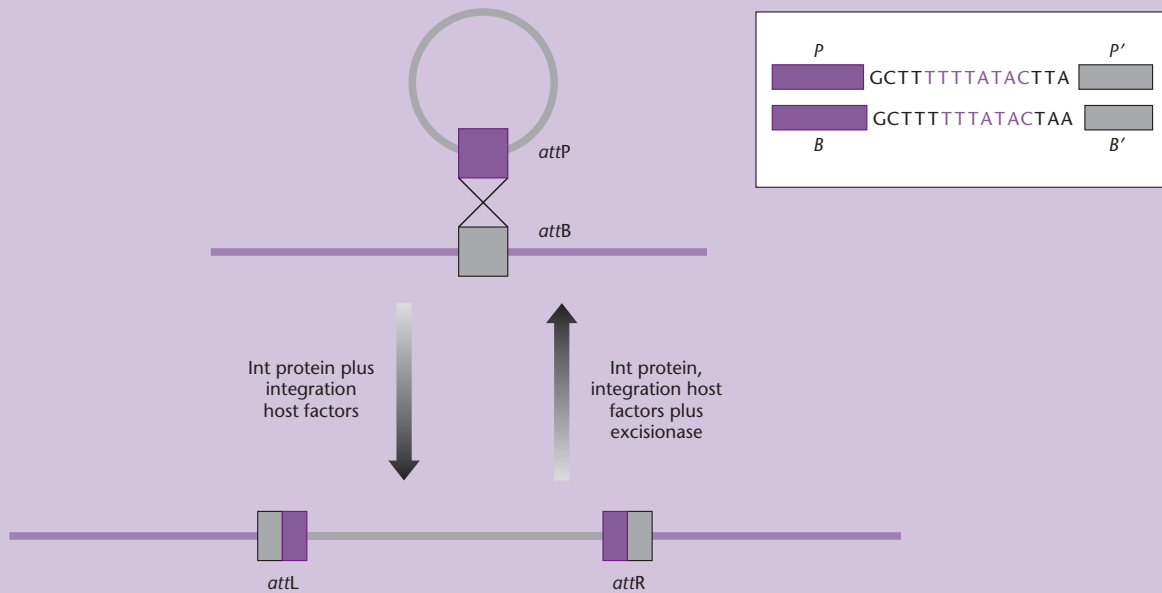 P P′
GCTTTTTTATACTTA
GCTTTTTTATACTAA
B B′
attP
attB
Int protein plus
integration
host factors
Int protein,
integration host
factors plus
excisionase
attL
attR